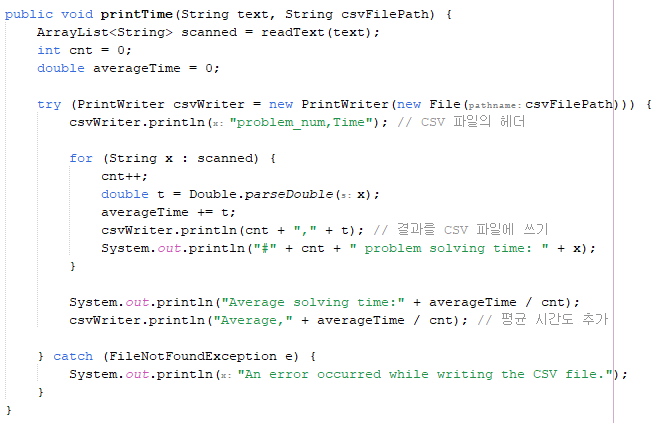 public void printTime(String text, String csvFilePath) {
    ArrayList<String> scanned = readText(text);
    int cnt = 0;
    double averageTime = 0;

    try (PrintWriter csvWriter = new PrintWriter(new File(pathname: csvFilePath))) {
        csvWriter.println(x: "problem_num,Time"); // CSV 파일의 헤더

        for (String x : scanned) {
            cnt++;
            double t = Double.parseDouble(s: x);
            averageTime += t;
            csvWriter.println(cnt + "," + t); // 결과를 CSV 파일에 쓰기
            System.out.println("#" + cnt + " problem solving time: " + x);
        }

        System.out.println("Average solving time:" + averageTime / cnt);
        csvWriter.println("Average," + averageTime / cnt); // 평균 시간도 추가

    } catch (FileNotFoundException e) {
        System.out.println(x: "An error occurred while writing the CSV file.");
    }
}